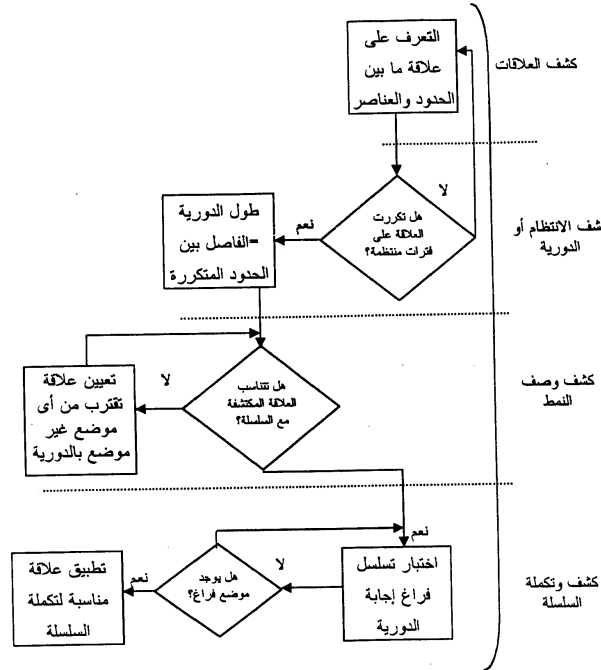 التعرف على
علاقة ما بين
الحدود والعناصر
كشف العلاقات
لا
هل تكررت
العلاقة على
فترات منتظمة؟
نعم
طول الدورية
=الفاصل بين
الحدود المتكررة
شف الانتظام أو
الدورية
هل تتناسب
العلاقة المكتشفة
مع السلسلة؟
لا
تعيين علاقة
تقترب من أى
موضع غير
موضع بالدورية
كشف وصف
النمط
نعم
اختبار تسلسل
فراغ إجابة
الدورية
لا
هل يوجد
موضع فراغ؟
نعم
تطبيق علاقة
مناسبة لتكملة
السلسلة
كشف وتكملة
السلسلة